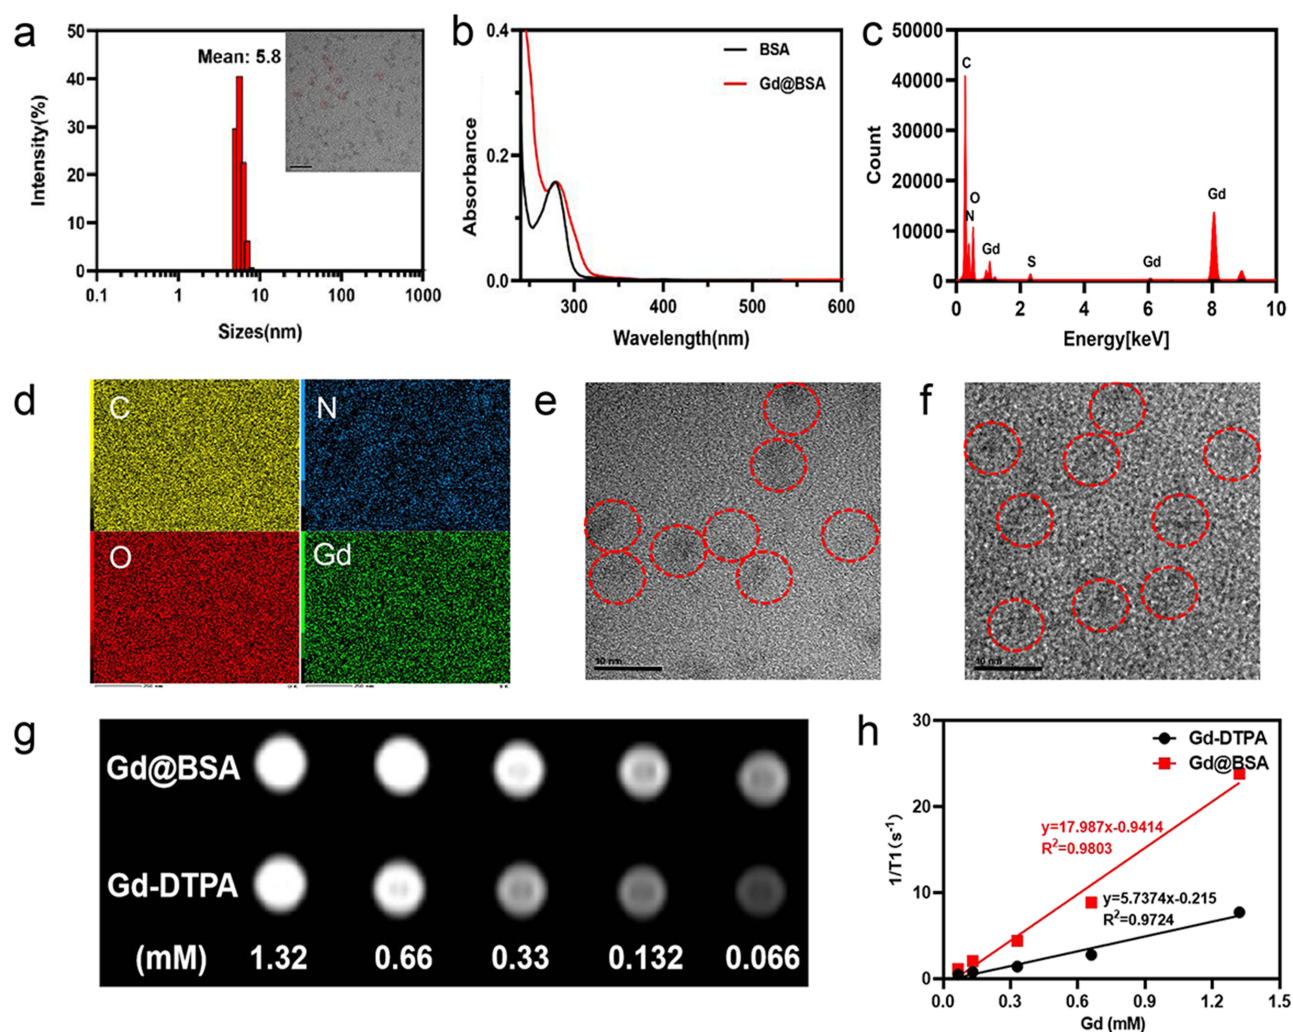 a
50
40
30
20
10
0
Intensity(%)
Mean: 5.8
0.1
1
10
100
1000
Sizes(nm)
b
0.4
0.2
0.0
Absorbance
BSA
Gd@BSA
300
400
500
600
Wavelength(nm)
c
50000
40000
30000
20000
10000
0
Count
C
O
N
Gd
S
Gd
Gd
0
2
4
6
8
10
Energy[keV]
d
C
N
O
Gd
e
10 nm
f
10 nm
g
Gd@BSA
Gd-DTPA
(mM)
1.32
0.66
0.33
0.132
0.066
h
30
20
10
0
1/T1 (s⁻¹)
Gd-DTPA
Gd@BSA
y=17.987x-0.9414
R²=0.9803
y=5.7374x-0.215
R²=0.9724
0.0
0.3
0.6
0.9
1.2
1.5
Gd (mM)